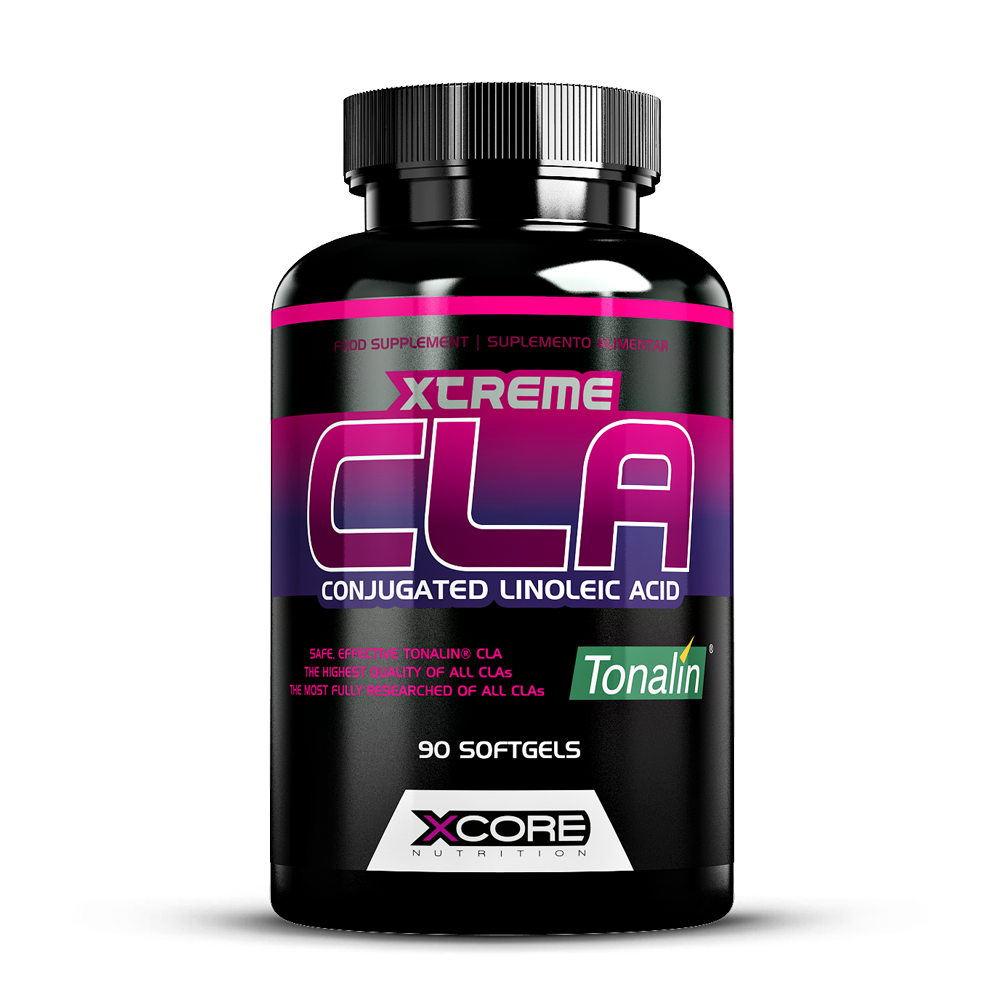 FOOD SUPPLEMENT | SUPLEMENTO ALIMENTAR
XTREME
CLA
CONJUGATED LINOLEIC ACID
SAFE, EFFECTIVE TONALIN® CLA
THE HIGHEST QUALITY OF ALL CLAs
THE MOST FULLY RESEARCHED OF ALL CLAs
Tonalin®
90 SOFTGELS
XCORE
NUTRITION